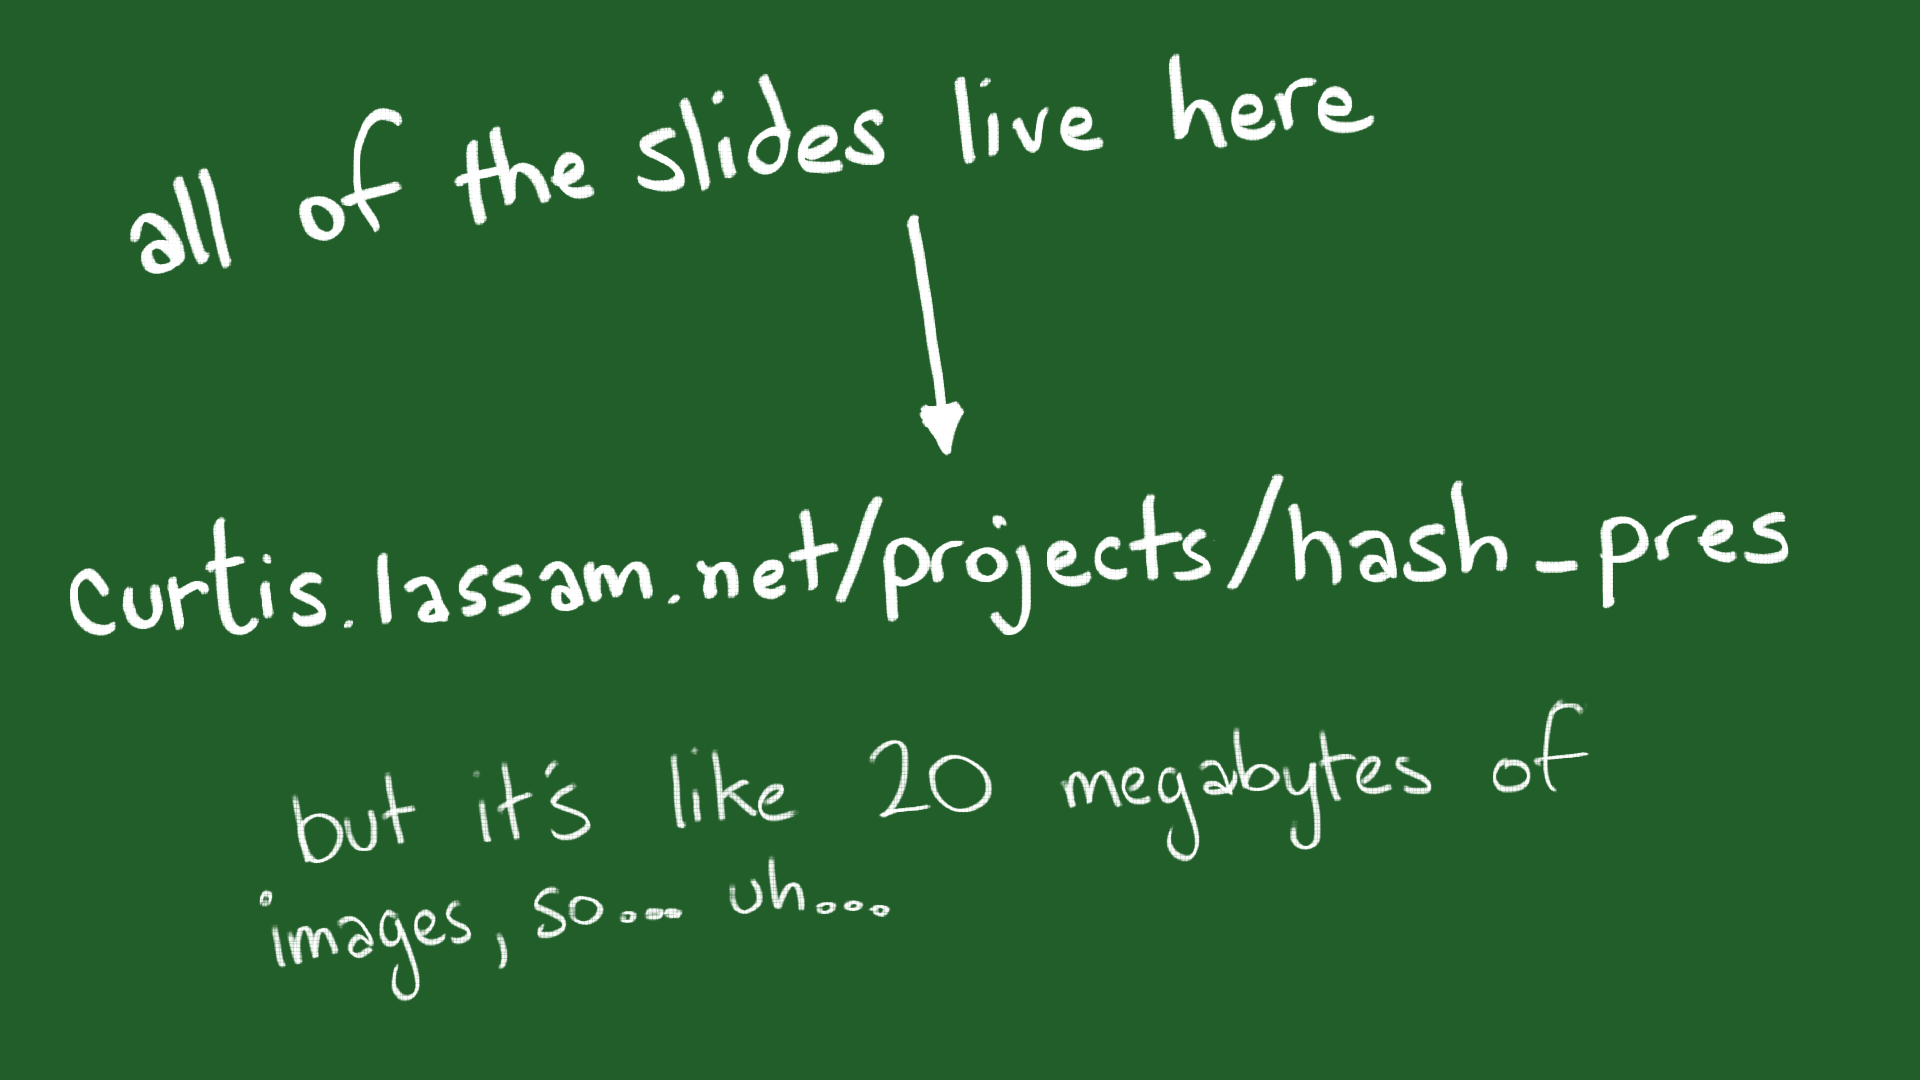 all of the slides live here
curtis.lassam.net/projects/hash_pres
but it's like 20 megabytes of
images, so... uh...